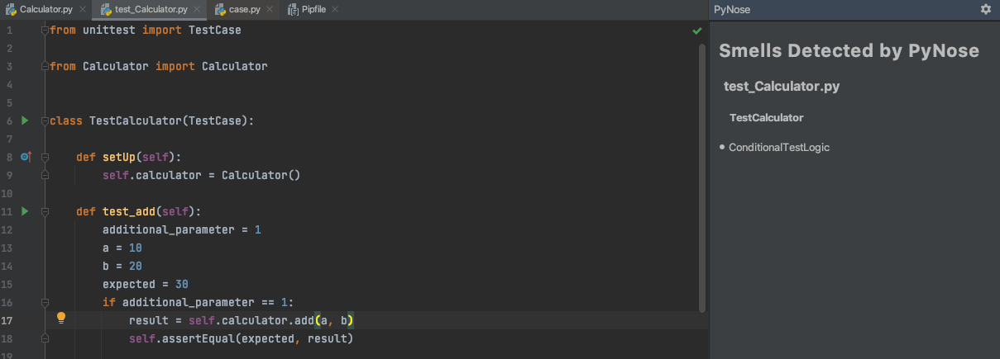 Calculator.py test_Calculator.py case.py Pipfile PyNose
1 from unittest import TestCase
2
3 from Calculator import Calculator
4
5
6 class TestCalculator(TestCase):
7
8 def setUp(self):
9 self.calculator = Calculator()
10
11 def test_add(self):
12 additional_parameter = 1
13 a = 10
14 b = 20
15 expected = 30
16 if additional_parameter == 1:
17 result = self.calculator.add(a, b)
18 self.assertEqual(expected, result)
19
Smells Detected by PyNose
test_Calculator.py
TestCalculator
ConditionalTestLogic